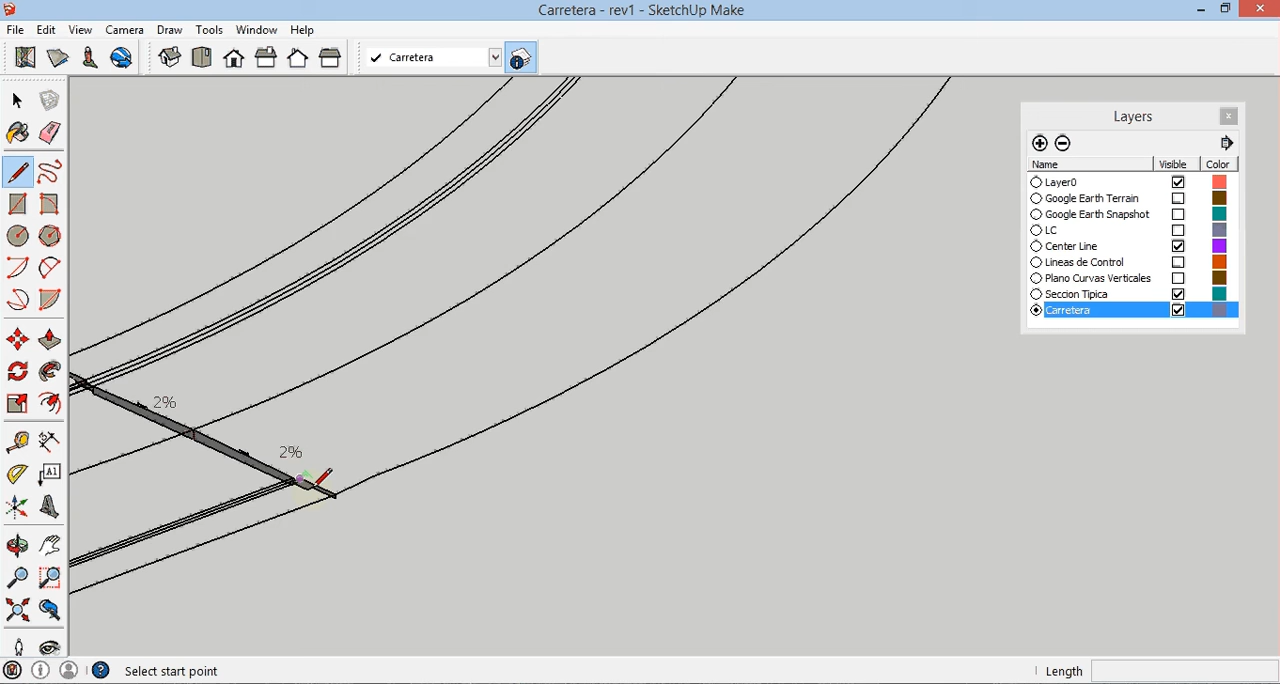 Carretera - rev1 - SketchUp Make
File Edit View Camera Draw Tools Window Help
Carretera
Layers
Name Visible Color
Layer0
Google Earth Terrain
Google Earth Snapshot
LC
Center Line
Lineas de Control
Plano Curvas Verticales
Seccion Tipica
Carretera
2%
2%
A1
Select start point
Length